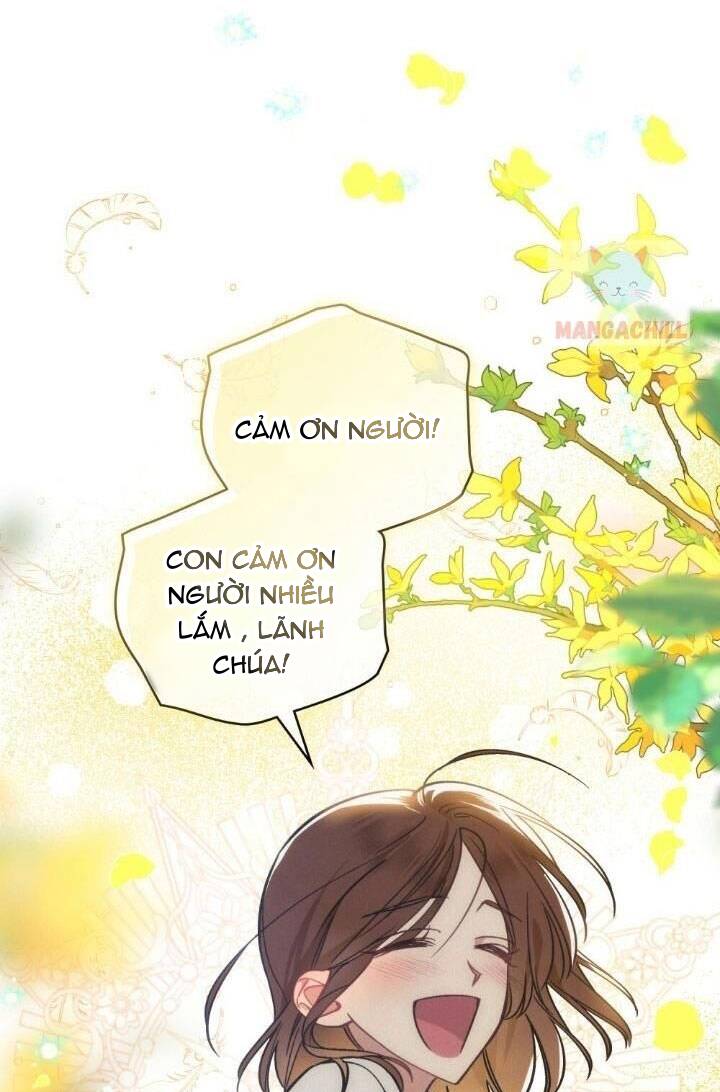 MANGACHILL
CẢM ƠN NGƯỜI!
CON CẢM ƠN
NGƯỜI NHIỀU
LẮM , LÃNH
CHÚA!